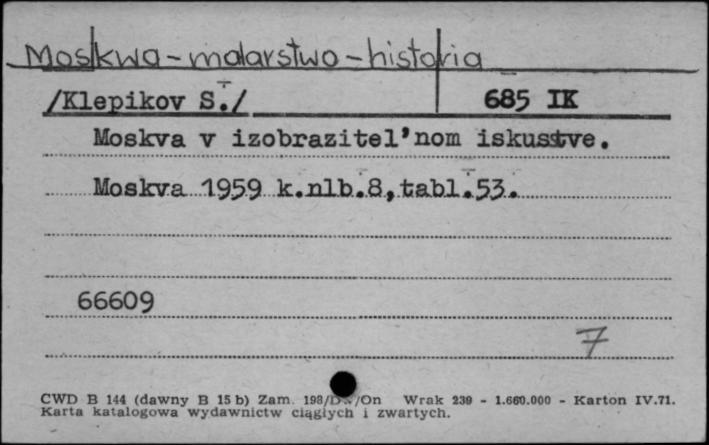 Moskwa - malarstwo - historia
/Klepikov S./ 685 IK
Moskva v izobrazitel'nom iskusstve.
Moskva 1959 k.nlb.8,tabl.53.
66609
7
CWD B 144 (dawny B 15 b) Zam. 198/ /On Wrak 239 - 1.660.000 - Karton IV.71.
Karta katalogowa wydawnictw ciągłych i zwartych.